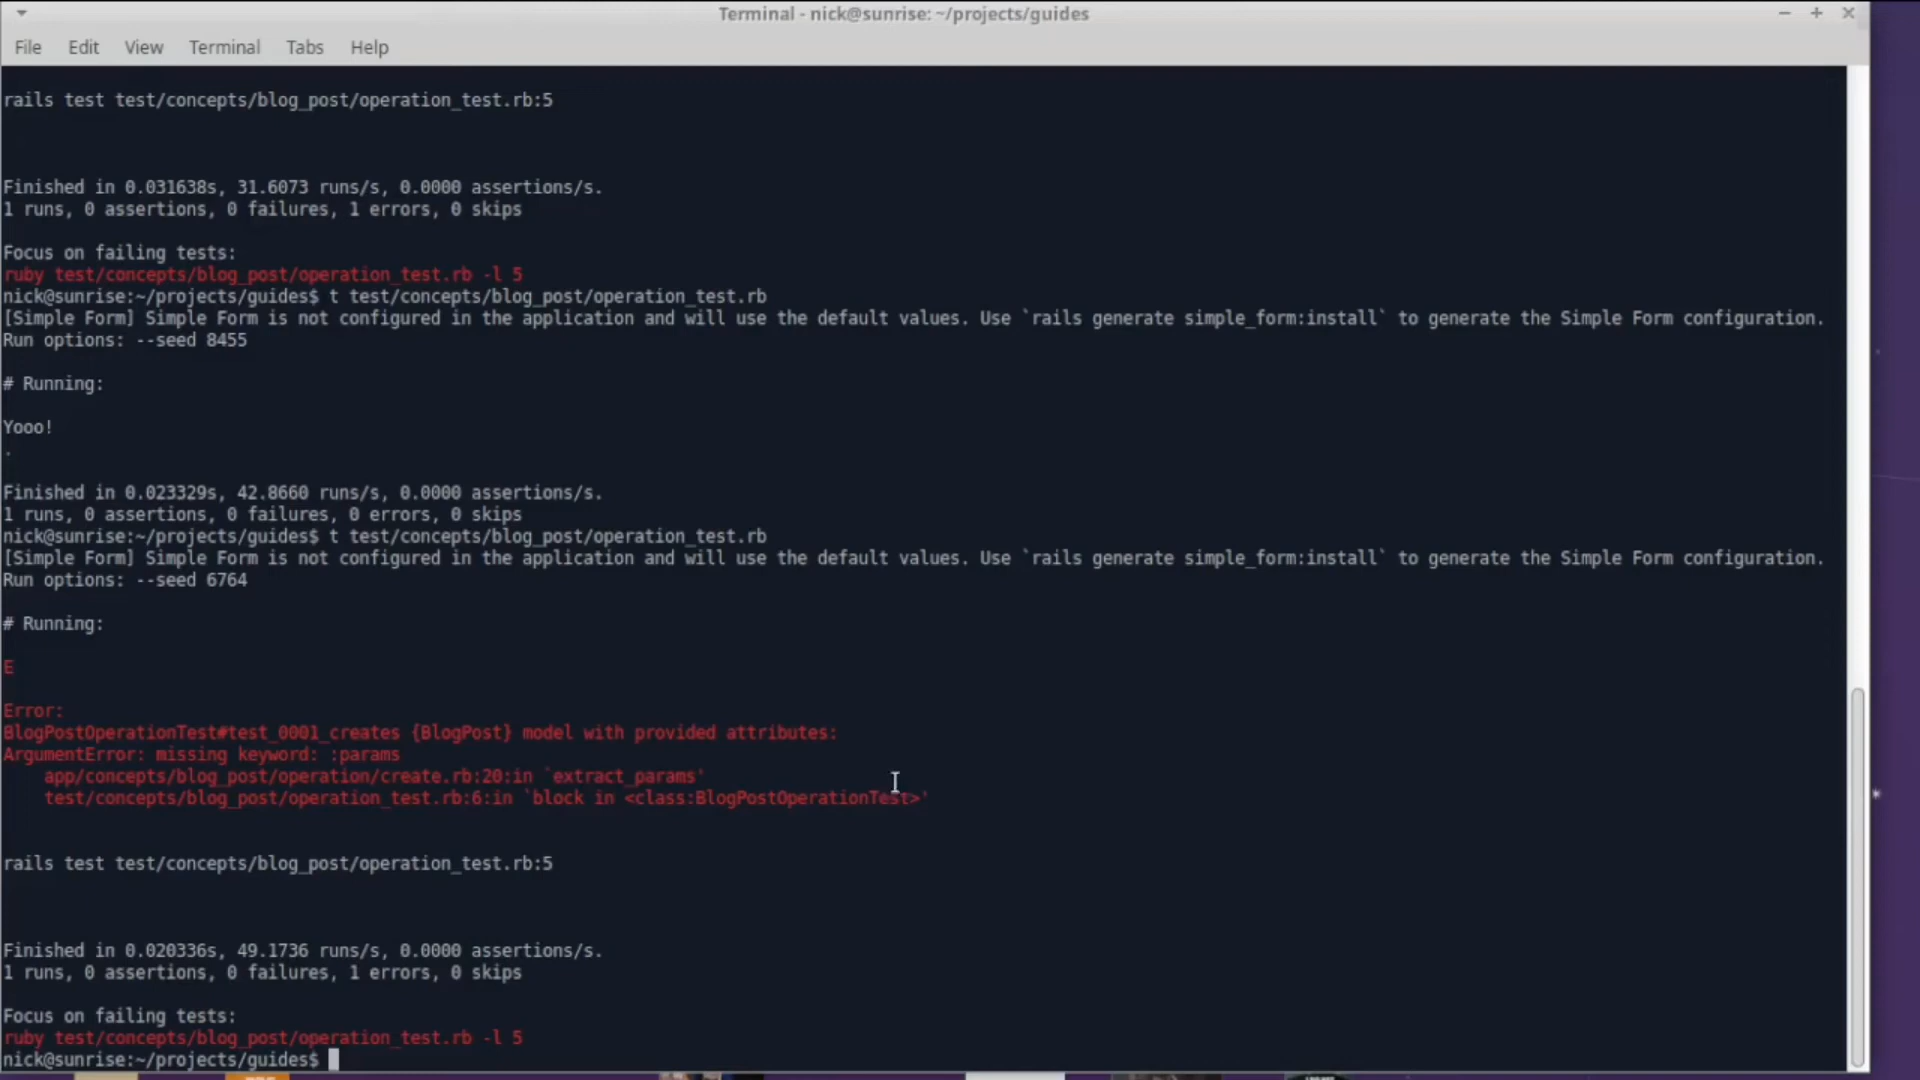 Terminal - nick@sunrise: ~/projects/guides
File Edit View Terminal Tabs Help
rails test test/concepts/blog_post/operation_test.rb:5
Finished in 0.031638s, 31.6073 runs/s, 0.0000 assertions/s.
1 runs, 0 assertions, 0 failures, 1 errors, 0 skips
Focus on failing tests:
ruby test/concepts/blog_post/operation_test.rb -l 5
nick@sunrise:~/projects/guides$ t test/concepts/blog_post/operation_test.rb
[Simple Form] Simple Form is not configured in the application and will use the default values. Use `rails generate simple_form:install` to generate the Simple Form configuration.
Run options: --seed 8455
# Running:
Yooo!
.
Finished in 0.023329s, 42.8660 runs/s, 0.0000 assertions/s.
1 runs, 0 assertions, 0 failures, 0 errors, 0 skips
nick@sunrise:~/projects/guides$ t test/concepts/blog_post/operation_test.rb
[Simple Form] Simple Form is not configured in the application and will use the default values. Use `rails generate simple_form:install` to generate the Simple Form configuration.
Run options: --seed 6764
# Running:
E
Error:
BlogPostOperationTest#test_0001_creates {BlogPost} model with provided attributes:
ArgumentError: missing keyword: :params
app/concepts/blog_post/operation/create.rb:20:in `extract_params'
test/concepts/blog_post/operation_test.rb:6:in `block in <class:BlogPostOperationTest>'
rails test test/concepts/blog_post/operation_test.rb:5
Finished in 0.020336s, 49.1736 runs/s, 0.0000 assertions/s.
1 runs, 0 assertions, 0 failures, 1 errors, 0 skips
Focus on failing tests:
ruby test/concepts/blog_post/operation_test.rb -l 5
nick@sunrise:~/projects/guides$